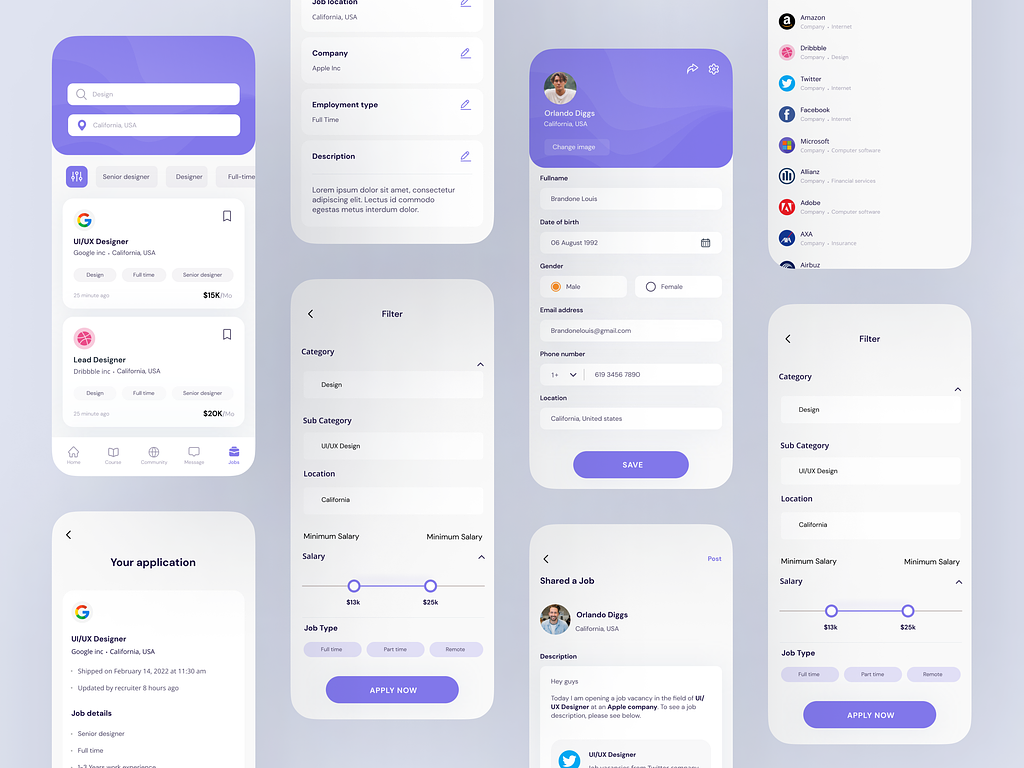 Design
California, USA
Senior designer
Designer
Full-time
UI/UX Designer
Google inc • California, USA
Design
Full time
Senior designer
25 minute ago
$15K/Mo
Lead Designer
Dribbble inc • California, USA
Design
Full time
Senior designer
25 minute ago
$20K/Mo
Home
Course
Community
Message
Jobs
Your application
UI/UX Designer
Google inc • California, USA
• Shipped on February 14, 2022 at 11:30 am
• Updated by recruiter 8 hours ago
Job details
• Senior designer
• Full time
• 1-3 Years work experience
Job location
California, USA
Company
Apple Inc
Employment type
Full Time
Description
Lorem ipsum dolor sit amet, consectetur
adipiscing elit. Lectus id commodo
egestas metus interdum dolor.
Filter
Category
Design
Sub Category
UI/UX Design
Location
California
Minimum Salary
Minimum Salary
Salary
$13k
$25k
Job Type
Full time
Part time
Remote
APPLY NOW
Orlando Diggs
California, USA
Change image
Fullname
Brandone Louis
Date of birth
06 August 1992
Gender
Male
Female
Email address
Brandonelouis@gmail.com
Phone number
1+
619 3456 7890
Location
California, United states
SAVE
Post
Shared a Job
Orlando Diggs
California, USA
Description
Hey guys
Today I am opening a job vacancy in the field of UI/
UX Designer at an Apple company. To see a job
description, please see below.
UI/UX Designer
Job vacancies from Twitter company
Amazon
Company • Internet
Dribbble
Company • Design
Twitter
Company • Internet
Facebook
Company • Internet
Microsoft
Company • Computer software
Allianz
Company • Financial services
Adobe
Company • Computer software
AXA
Company • Insurance
Airbuz
Filter
Category
Design
Sub Category
UI/UX Design
Location
California
Minimum Salary
Minimum Salary
Salary
$13k
$25k
Job Type
Full time
Part time
Remote
APPLY NOW